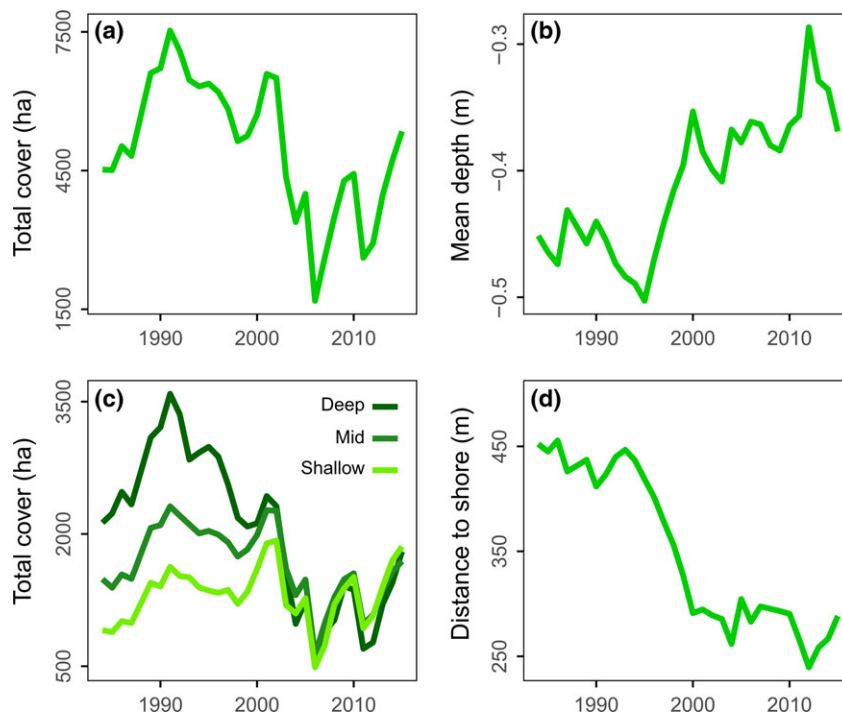 (a)
Total cover (ha)
7500
4500
1500
1990 2000 2010
(b)
Mean depth (m)
−0.3
−0.4
−0.5
1990 2000 2010
(c)
Total cover (ha)
3500
2000
500
Deep
Mid
Shallow
1990 2000 2010
(d)
Distance to shore (m)
450
350
250
1990 2000 2010